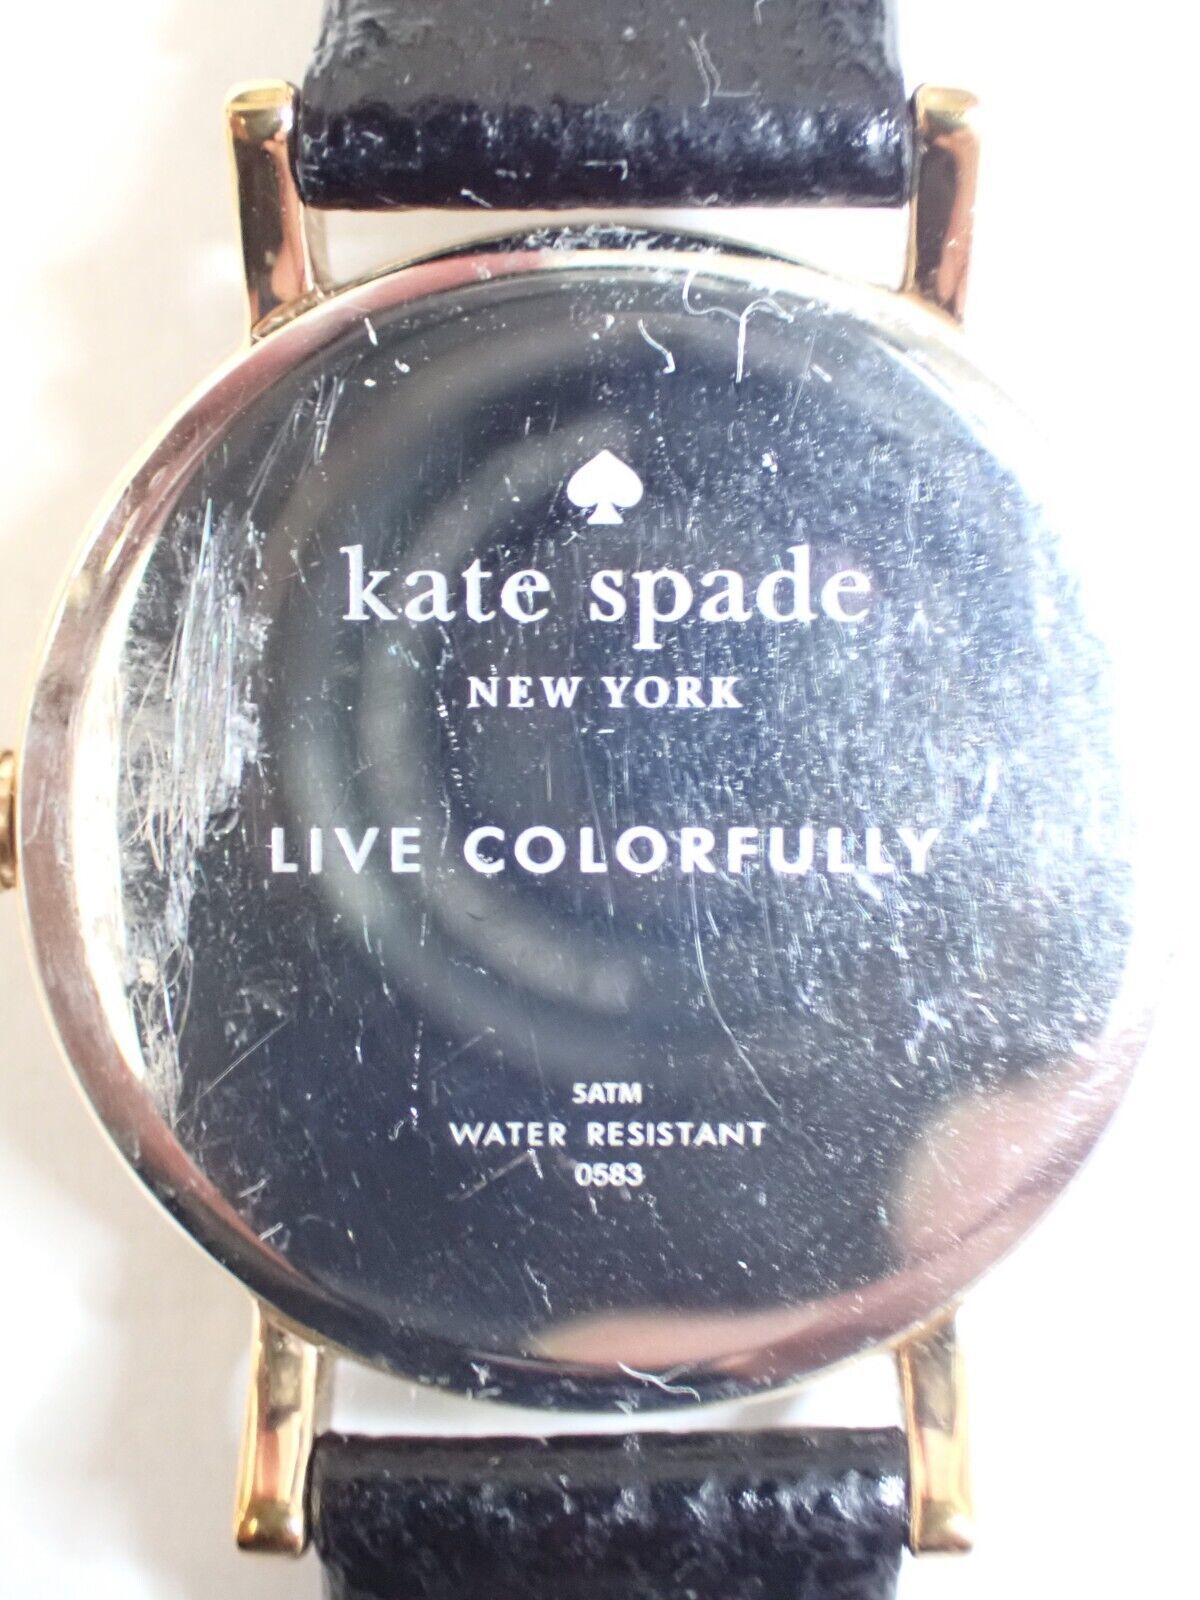 kate spade
NEW YORK
LIVE COLORFULLY
5ATM
WATER RESISTANT
0583